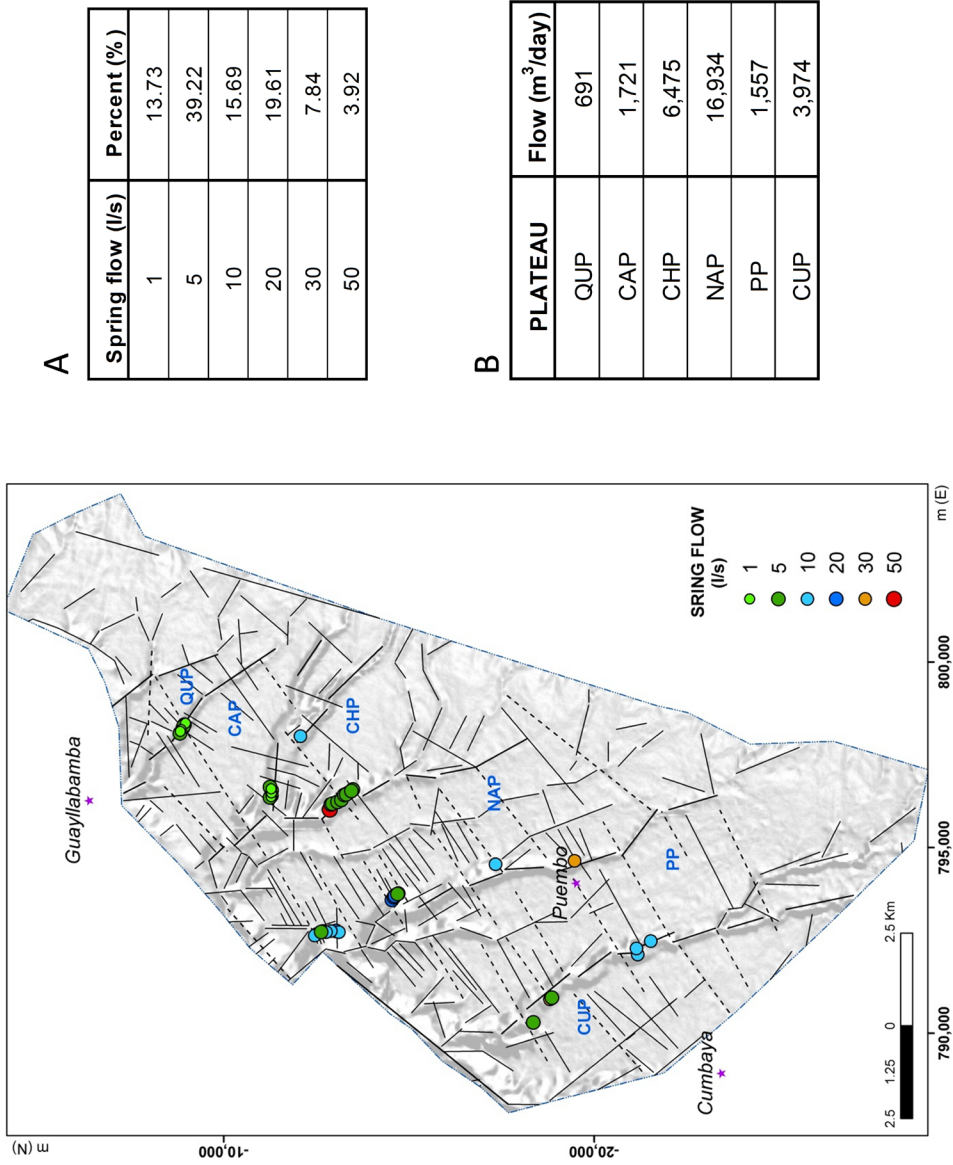 A
Spring flow (l/s) Percent (%)
1 13.73
5 39.22
10 15.69
20 19.61
30 7.84
50 3.92
B
PLATEAU Flow (m³/day)
QUP 691
CAP 1,721
CHP 6,475
NAP 16,934
PP 1,557
CUP 3,974
m (N)
-10,000
-20,000
Guayllabamba
QUP
CAP
CHP
NAP
Puembo
PP
CUP
Cumbaya
SRING FLOW
(l/s)
1
5
10
20
30
50
2.5 1.25 0 2.5 Km
790,000 795,000 800,000 m (E)